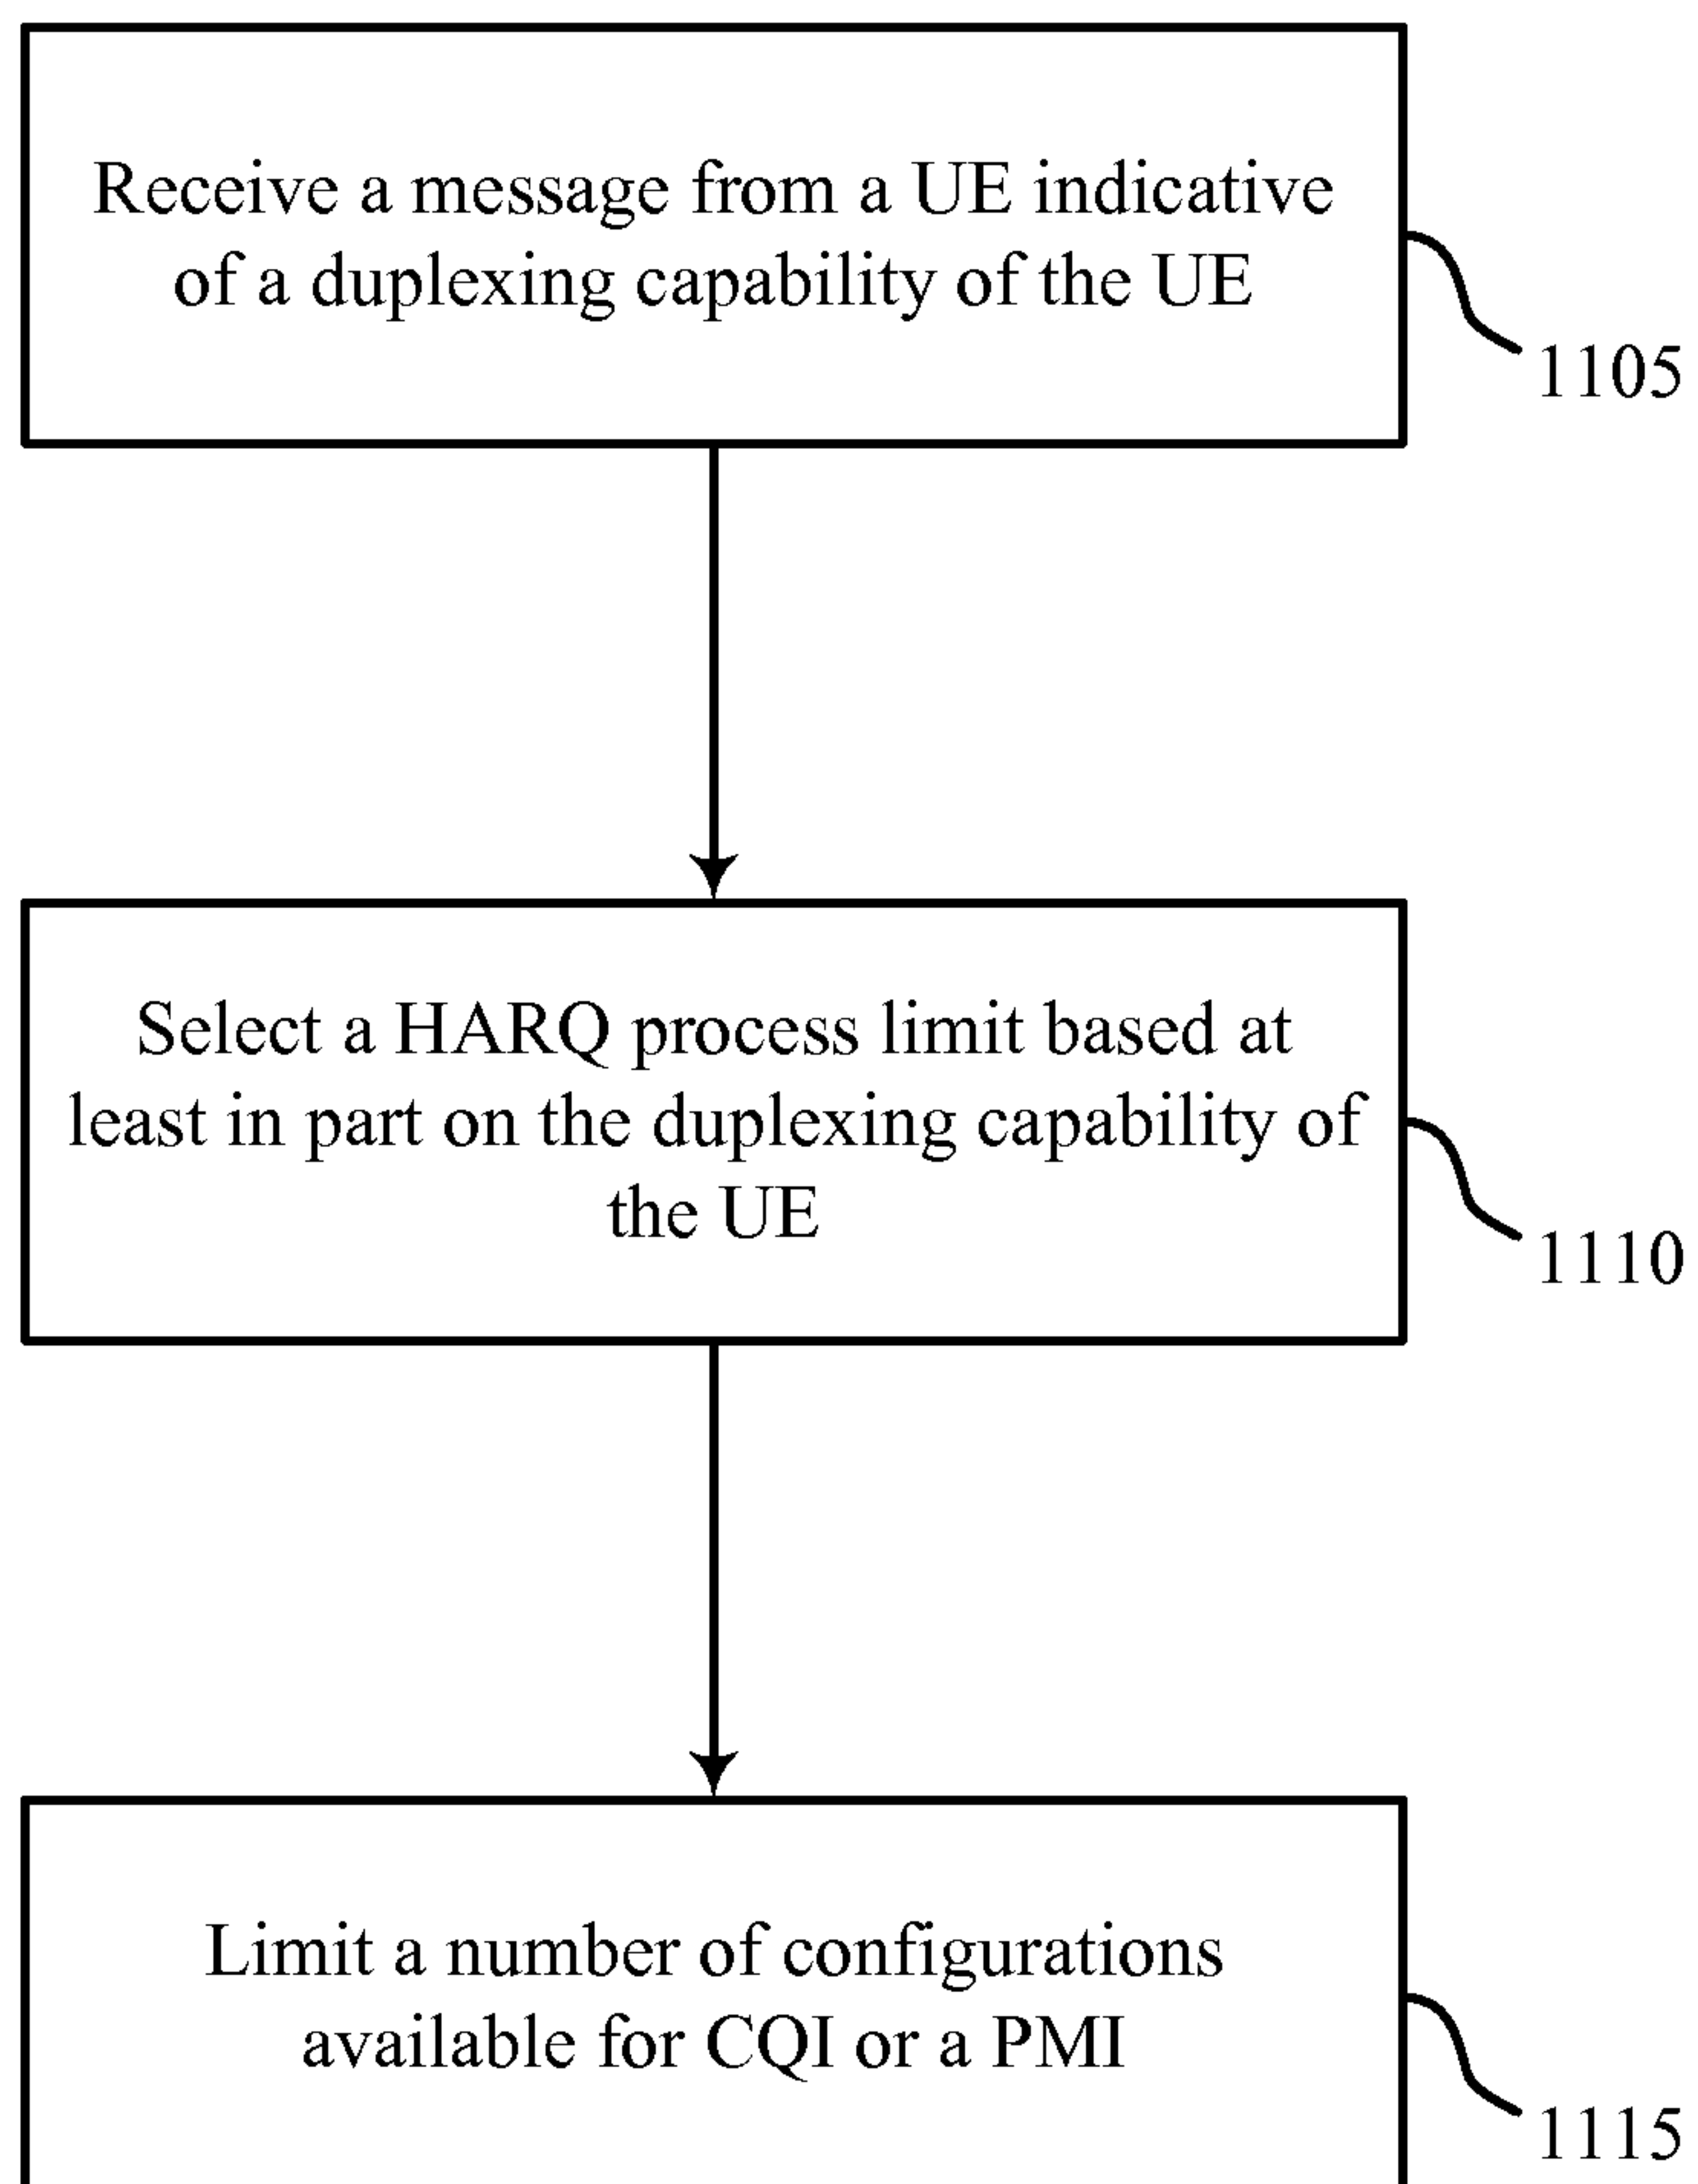 Receive a message from a UE indicative
of a duplexing capability of the UE
1105
Select a HARQ process limit based at
least in part on the duplexing capability of
the UE
1110
Limit a number of configurations
available for CQI or a PMI
1115